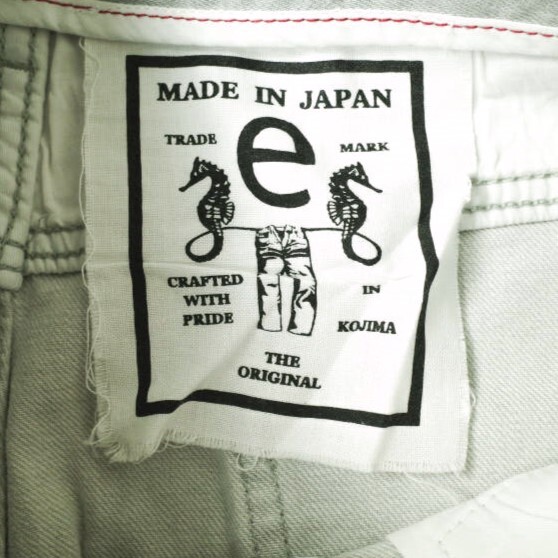 MADE IN JAPAN
e
TRADE MARK
CRAFTED
WITH
PRIDE
IN
KOJIMA
THE
ORIGINAL